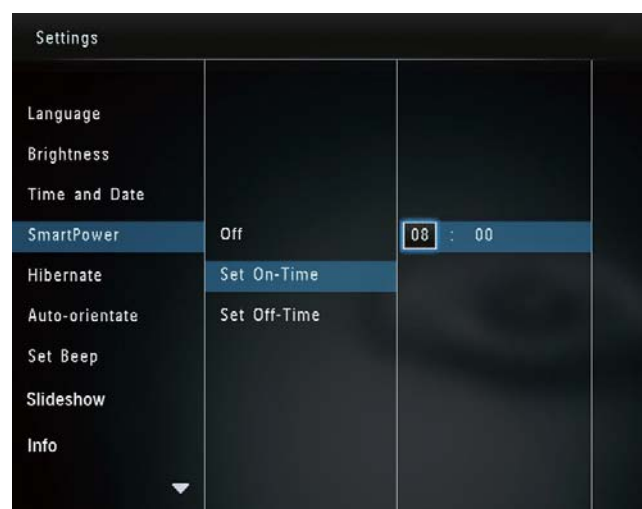 Settings
Language
Brightness
Time and Date
SmartPower
Hibernate
Auto-orientate
Set Beep
Slideshow
Info
Off
Set On-Time
Set Off-Time
08 : 00